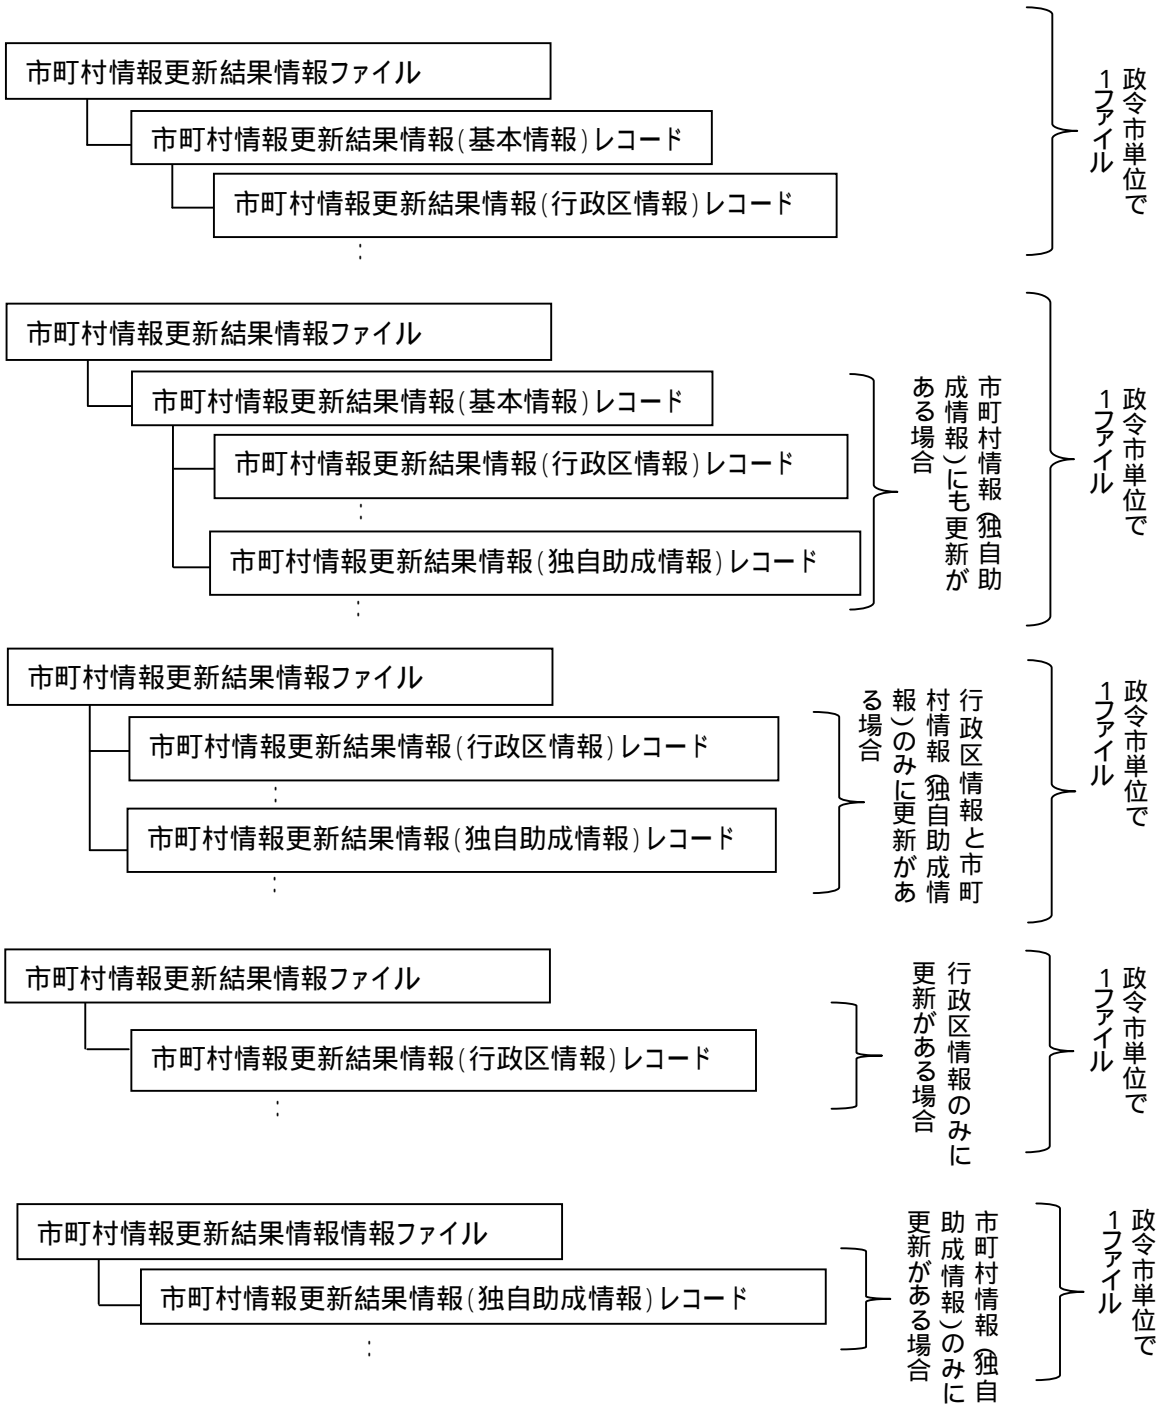 市町村情報更新結果情報ファイル
市町村情報更新結果情報(基本情報)レコード
市町村情報更新結果情報(行政区情報)レコード
政令市単位で
1ファイル
市町村情報更新結果情報ファイル
市町村情報更新結果情報(基本情報)レコード
市町村情報更新結果情報(行政区情報)レコード
市町村情報更新結果情報(独自助成情報)レコード
市町村情報(独自助
成情報)にも更新が
ある場合
政令市単位で
1ファイル
市町村情報更新結果情報ファイル
市町村情報更新結果情報(行政区情報)レコード
市町村情報更新結果情報(独自助成情報)レコード
行政区情報と市町
村情報(独自助成情
報)のみに更新があ
る場合
政令市単位で
1ファイル
市町村情報更新結果情報ファイル
市町村情報更新結果情報(行政区情報)レコード
行政区情報のみに
更新がある場合
政令市単位で
1ファイル
市町村情報更新結果情報情報ファイル
市町村情報更新結果情報(独自助成情報)レコード
市町村情報(独自
助成情報)のみに
更新がある場合
政令市単位で
1ファイル